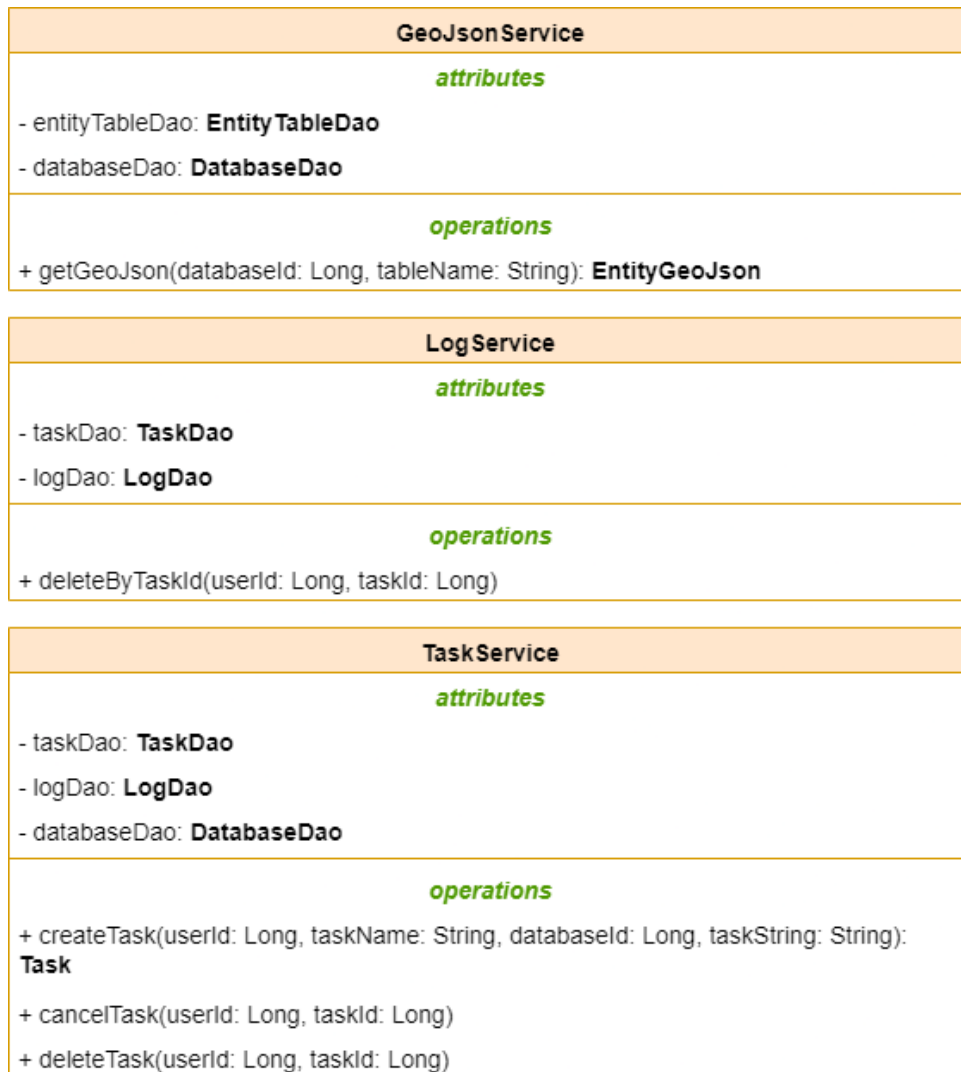 GeoJsonService
attributes
- entityTableDao: EntityTableDao
- databaseDao: DatabaseDao
operations
+ getGeoJson(databaseId: Long, tableName: String): EntityGeoJson
LogService
attributes
- taskDao: TaskDao
- logDao: LogDao
operations
+ deleteByTaskId(userId: Long, taskId: Long)
TaskService
attributes
- taskDao: TaskDao
- logDao: LogDao
- databaseDao: DatabaseDao
operations
+ createTask(userId: Long, taskName: String, databaseId: Long, taskString: String):
Task
+ cancelTask(userId: Long, taskId: Long)
+ deleteTask(userId: Long, taskId: Long)